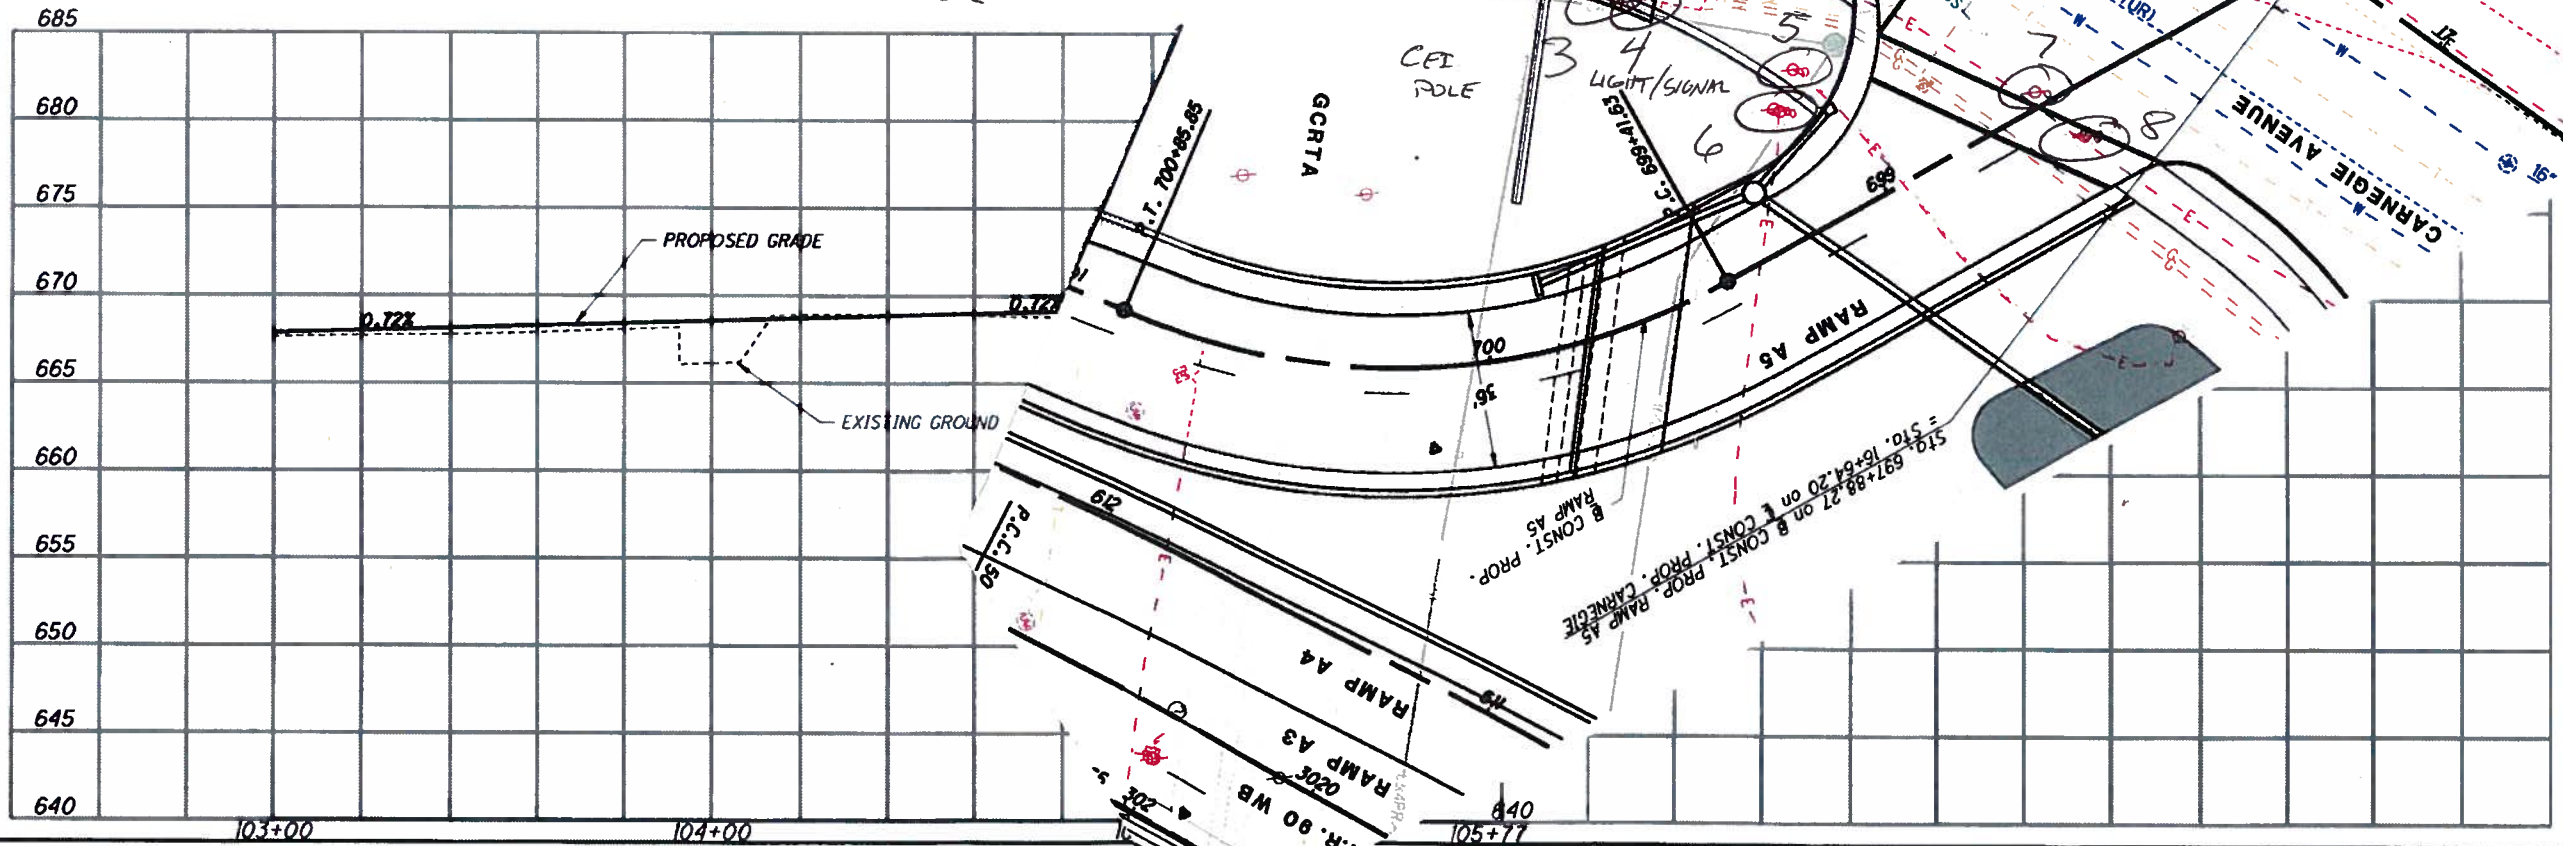 685
680
675
670
665
660
655
650
645
640
103+00
104+00
105+77
640
PROPOSED GRADE
EXISTING GROUND
0.72%
0.72%
P.T. 700+85.85
GCRTA
CEI
POLE
3
4
LIGHT/SIGNAL
5
6
7
8
P.C. 699+41.63
699
700
36'
RAMP A5
CARNEGIE AVENUE
16"
W
W
W
E
E
E
E
E
E
E
G
G
(UR)
B CONST. PROP.
RAMP A5
Sta. 697+88.27 on B CONST. PROP. RAMP A5
= Sta. 16+64.20 on ₵ CONST. PROP. CARNEGIE
612
611
P.C.C. 50
RAMP A4
RAMP A3
I.R. 90 WB
3020
302